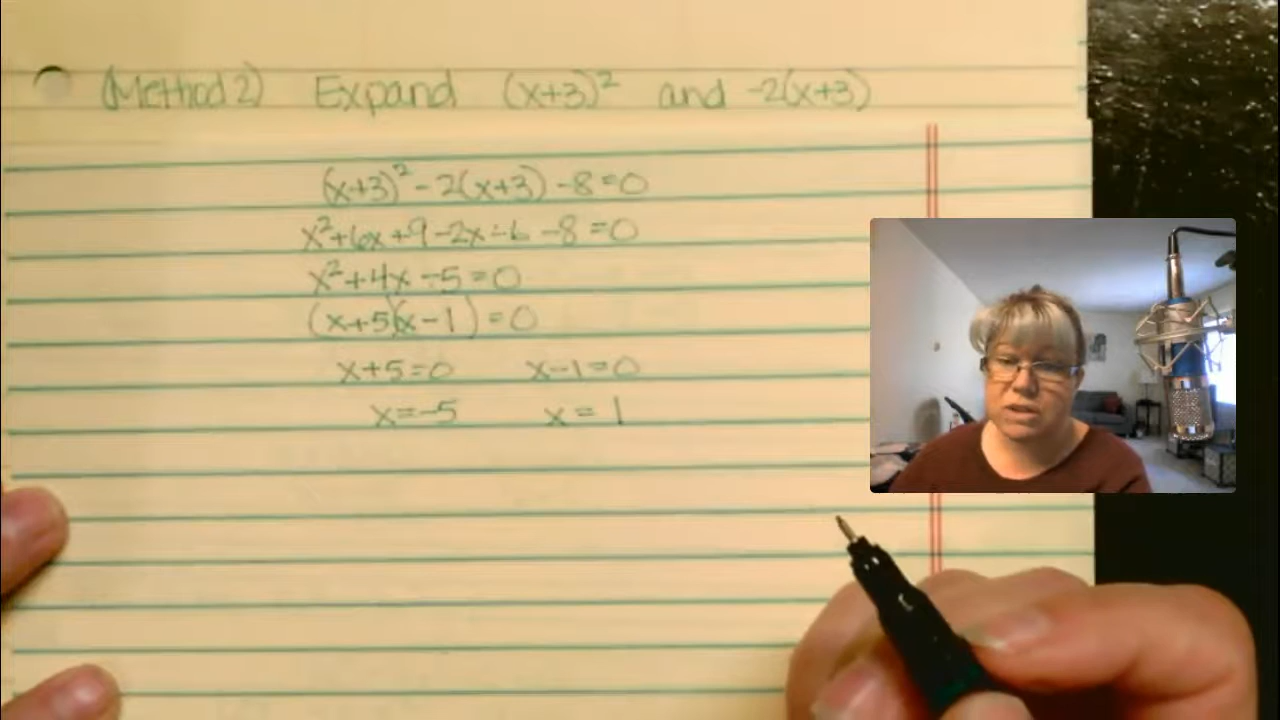 (Method 2) Expand (x+3)² and -2(x+3)
(x+3)² - 2(x+3) - 8 = 0
x² + 6x + 9 - 2x - 6 - 8 = 0
x² + 4x - 5 = 0
(x+5)(x-1) = 0
x+5=0 x-1=0
x=-5 x=1